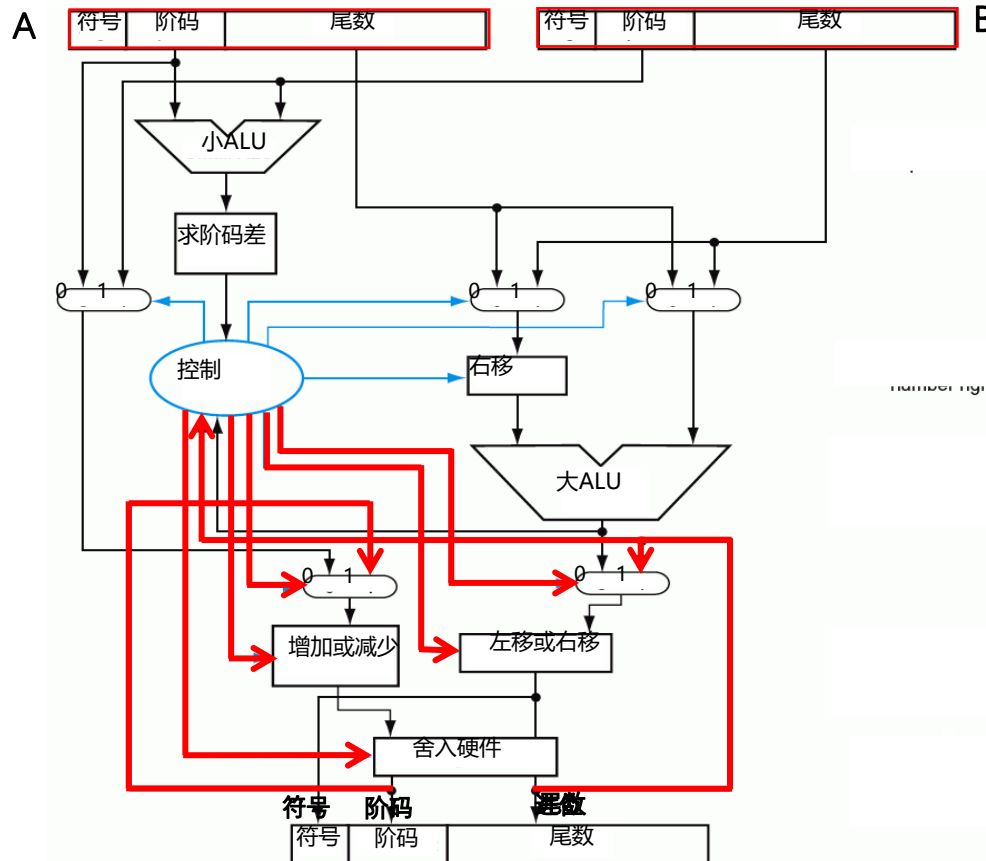 A
符号 阶码 尾数
符号 阶码 尾数
B
小ALU
求阶码差
0 1
0 1
0 1
控制
右移
大ALU
0 1
0 1
增加或减少
左移或右移
舍入硬件
符号 阶码
符号 阶码 尾数